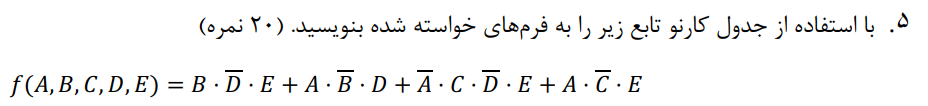 ۵. با استفاده از جدول کارنو تابع زیر را به فرم‌های خواسته شده بنویسید. (۲۰ نمره)
f(A,B,C,D,E) = B · D̅ · E + A · B̅ · D + A̅ · C · D̅ · E + A · C̅ · E